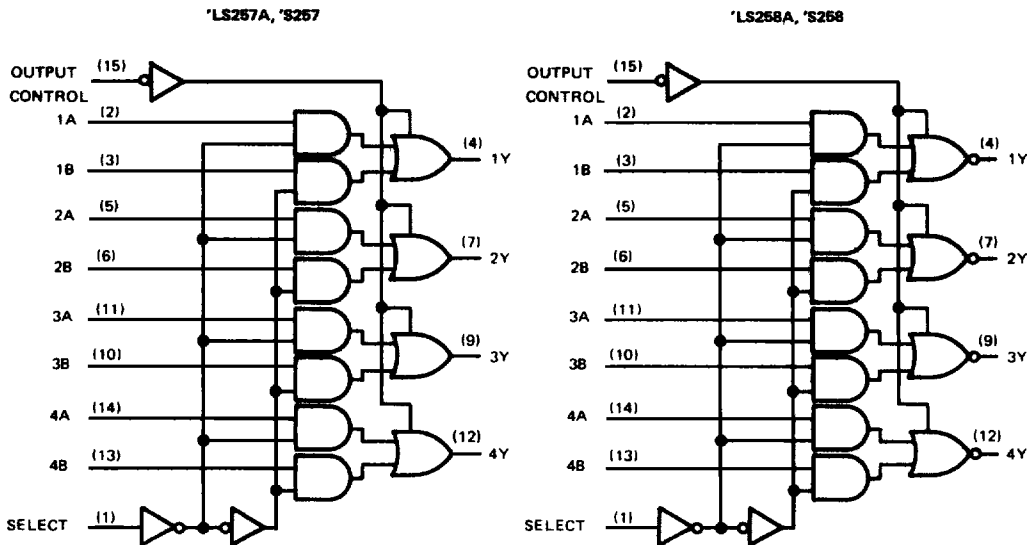 'LS257A, 'S257
OUTPUT CONTROL (15)
1A (2)
(4) 1Y
1B (3)
2A (5)
(7) 2Y
2B (6)
3A (11)
(9) 3Y
3B (10)
4A (14)
(12) 4Y
4B (13)
SELECT (1)
'LS258A, 'S258
OUTPUT CONTROL (15)
1A (2)
(4) 1Y
1B (3)
2A (5)
(7) 2Y
2B (6)
3A (11)
(9) 3Y
3B (10)
4A (14)
(12) 4Y
4B (13)
SELECT (1)